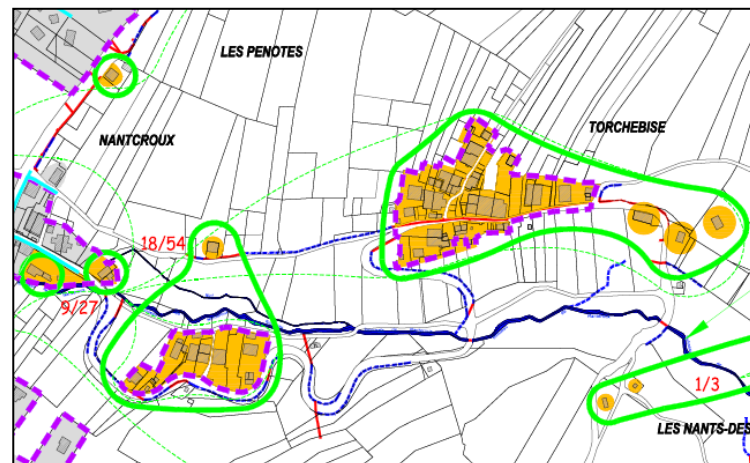 LES PENOTES
TORCHEBISE
NANTCROUX
18/54
9/27
1/3
LES NANTS-DES